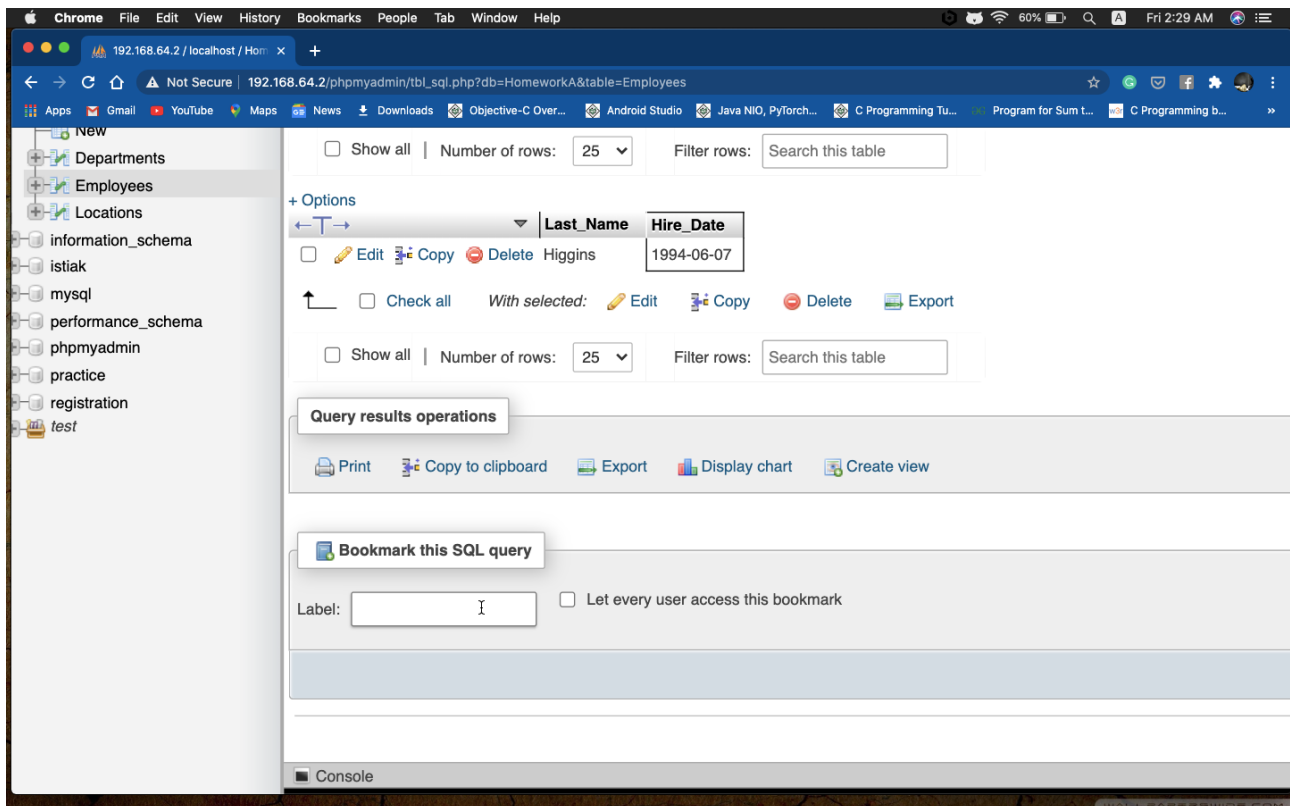 Chrome File Edit View History Bookmarks People Tab Window Help 60% A Fri 2:29 AM
192.168.64.2 / localhost / Hom
Not Secure 192.168.64.2/phpmyadmin/tbl_sql.php?db=HomeworkA&table=Employees
Apps Gmail YouTube Maps News Downloads Objective-C Over... Android Studio Java NIO, PyTorch... C Programming Tu... Program for Sum t... C Programming b... »
New
Departments
Employees
Locations
information_schema
istiak
mysql
performance_schema
phpmyadmin
practice
registration
test
Show all | Number of rows: 25 Filter rows: Search this table
+ Options
Last_Name Hire_Date
Edit Copy Delete Higgins 1994-06-07
Check all With selected: Edit Copy Delete Export
Show all | Number of rows: 25 Filter rows: Search this table
Query results operations
Print Copy to clipboard Export Display chart Create view
Bookmark this SQL query
Label: Let every user access this bookmark
Console